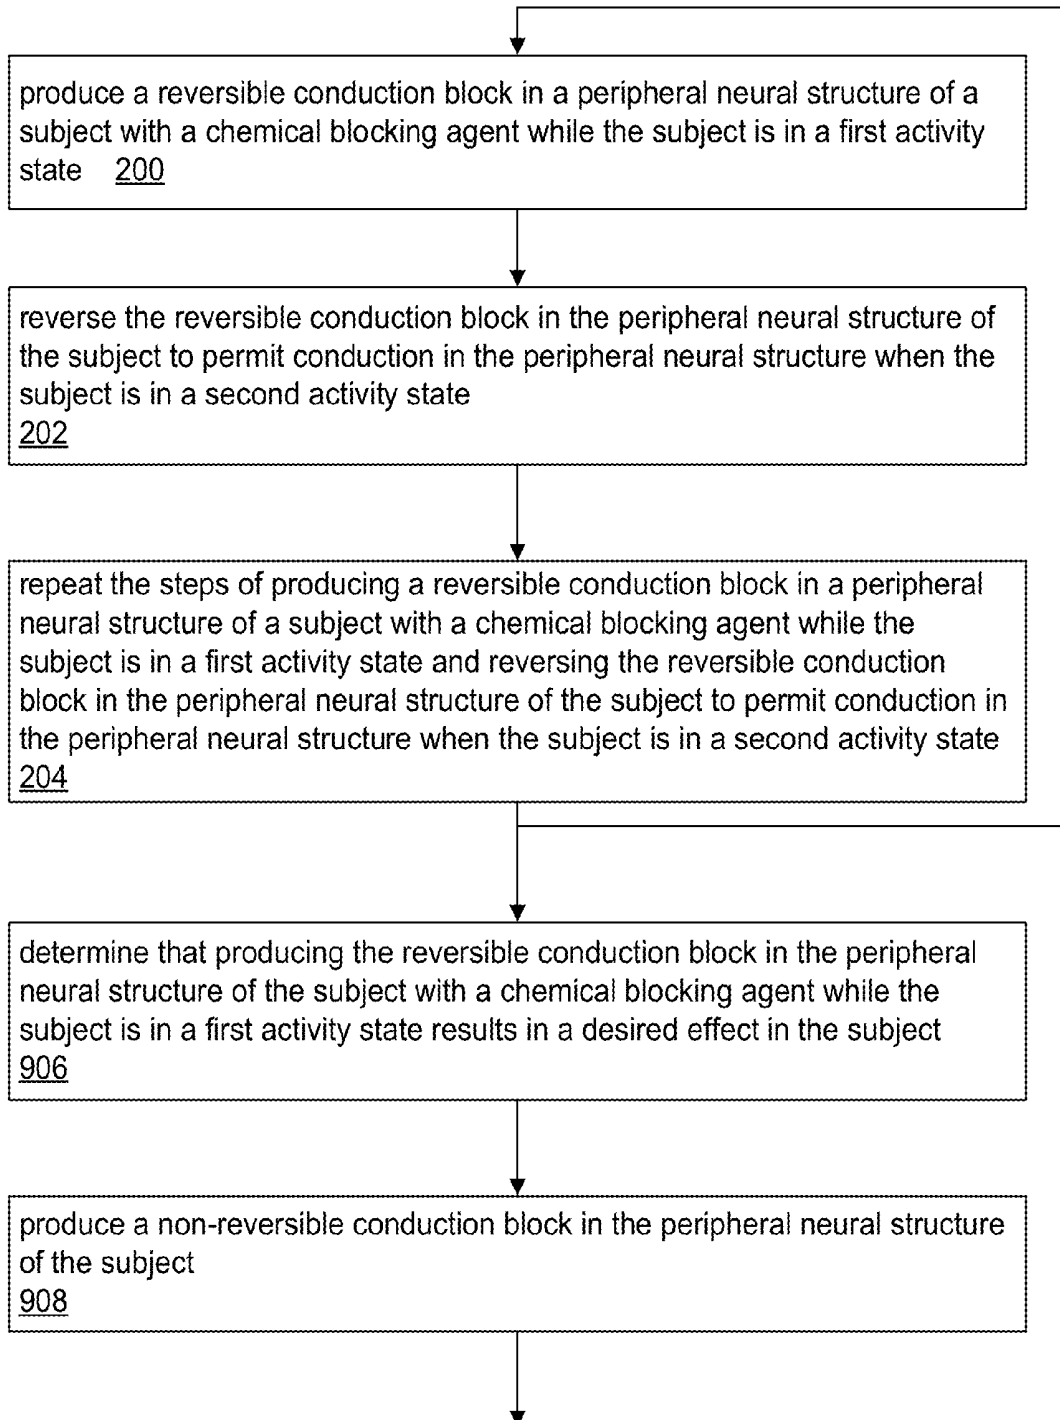 produce a reversible conduction block in a peripheral neural structure of a
subject with a chemical blocking agent while the subject is in a first activity
state 200
reverse the reversible conduction block in the peripheral neural structure of
the subject to permit conduction in the peripheral neural structure when the
subject is in a second activity state
202
repeat the steps of producing a reversible conduction block in a peripheral
neural structure of a subject with a chemical blocking agent while the
subject is in a first activity state and reversing the reversible conduction
block in the peripheral neural structure of the subject to permit conduction in
the peripheral neural structure when the subject is in a second activity state
204
determine that producing the reversible conduction block in the peripheral
neural structure of the subject with a chemical blocking agent while the
subject is in a first activity state results in a desired effect in the subject
906
produce a non-reversible conduction block in the peripheral neural structure
of the subject
908